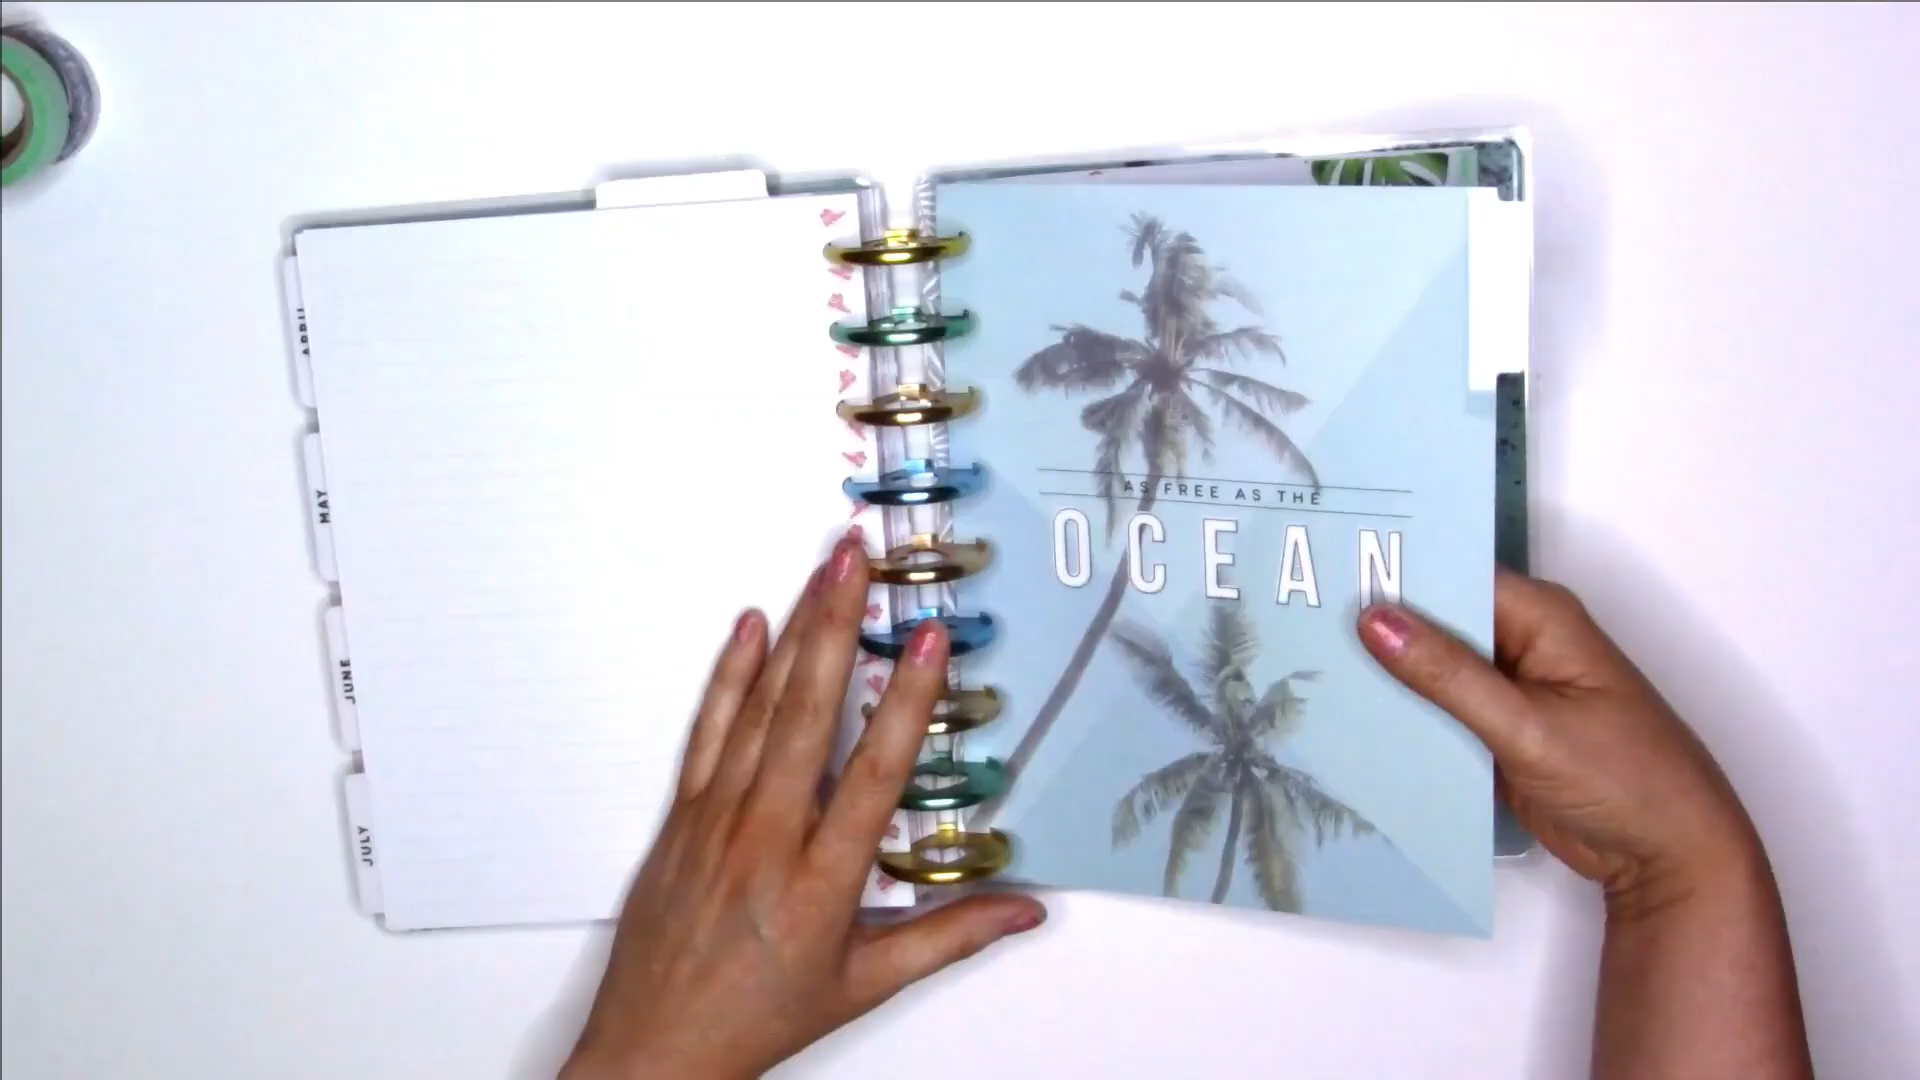 APRIL
MAY
JUNE
JULY
AS FREE AS THE
OCEAN